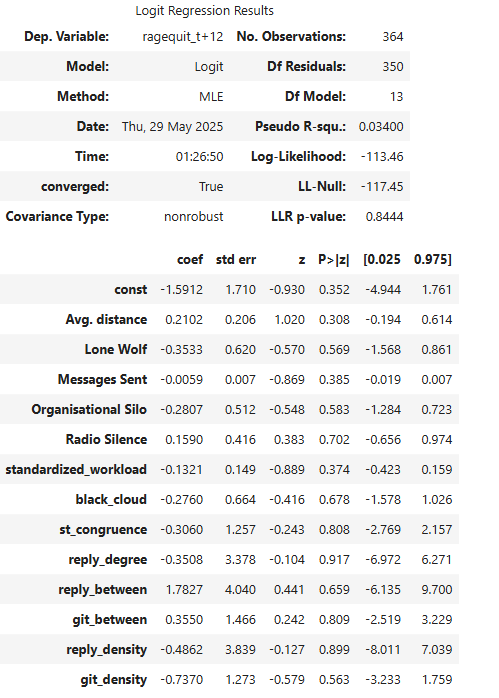 Logit Regression Results
Dep. Variable: ragequit_t+12 No. Observations: 364
Model: Logit Df Residuals: 350
Method: MLE Df Model: 13
Date: Thu, 29 May 2025 Pseudo R-squ.: 0.03400
Time: 01:26:50 Log-Likelihood: -113.46
converged: True LL-Null: -117.45
Covariance Type: nonrobust LLR p-value: 0.8444
coef std err z P>|z| [0.025 0.975]
const -1.5912 1.710 -0.930 0.352 -4.944 1.761
Avg. distance 0.2102 0.206 1.020 0.308 -0.194 0.614
Lone Wolf -0.3533 0.620 -0.570 0.569 -1.568 0.861
Messages Sent -0.0059 0.007 -0.869 0.385 -0.019 0.007
Organisational Silo -0.2807 0.512 -0.548 0.583 -1.284 0.723
Radio Silence 0.1590 0.416 0.383 0.702 -0.656 0.974
standardized_workload -0.1321 0.149 -0.889 0.374 -0.423 0.159
black_cloud -0.2760 0.664 -0.416 0.678 -1.578 1.026
st_congruence -0.3060 1.257 -0.243 0.808 -2.769 2.157
reply_degree -0.3508 3.378 -0.104 0.917 -6.972 6.271
reply_between 1.7827 4.040 0.441 0.659 -6.135 9.700
git_between 0.3550 1.466 0.242 0.809 -2.519 3.229
reply_density -0.4862 3.839 -0.127 0.899 -8.011 7.039
git_density -0.7370 1.273 -0.579 0.563 -3.233 1.759